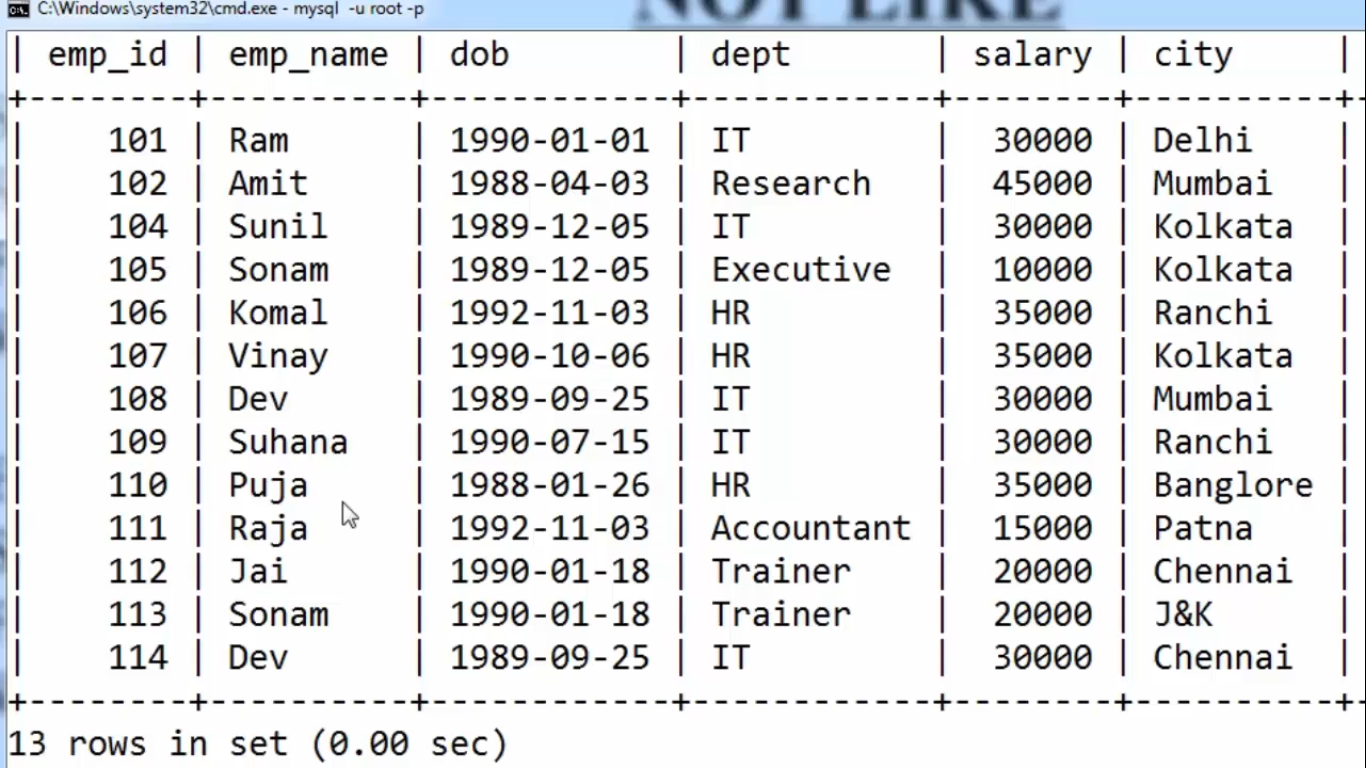 C:\Windows\system32\cmd.exe - mysql -u root -p
NOT LIKE
| emp_id | emp_name | dob        | dept       | salary | city     |
+--------+----------+------------+------------+--------+----------+
|    101 | Ram      | 1990-01-01 | IT         |  30000 | Delhi    |
|    102 | Amit     | 1988-04-03 | Research   |  45000 | Mumbai   |
|    104 | Sunil    | 1989-12-05 | IT         |  30000 | Kolkata  |
|    105 | Sonam    | 1989-12-05 | Executive  |  10000 | Kolkata  |
|    106 | Komal    | 1992-11-03 | HR         |  35000 | Ranchi   |
|    107 | Vinay    | 1990-10-06 | HR         |  35000 | Kolkata  |
|    108 | Dev      | 1989-09-25 | IT         |  30000 | Mumbai   |
|    109 | Suhana   | 1990-07-15 | IT         |  30000 | Ranchi   |
|    110 | Puja     | 1988-01-26 | HR         |  35000 | Banglore |
|    111 | Raja     | 1992-11-03 | Accountant |  15000 | Patna    |
|    112 | Jai      | 1990-01-18 | Trainer    |  20000 | Chennai  |
|    113 | Sonam    | 1990-01-18 | Trainer    |  20000 | J&K      |
|    114 | Dev      | 1989-09-25 | IT         |  30000 | Chennai  |
+--------+----------+------------+------------+--------+----------+
13 rows in set (0.00 sec)